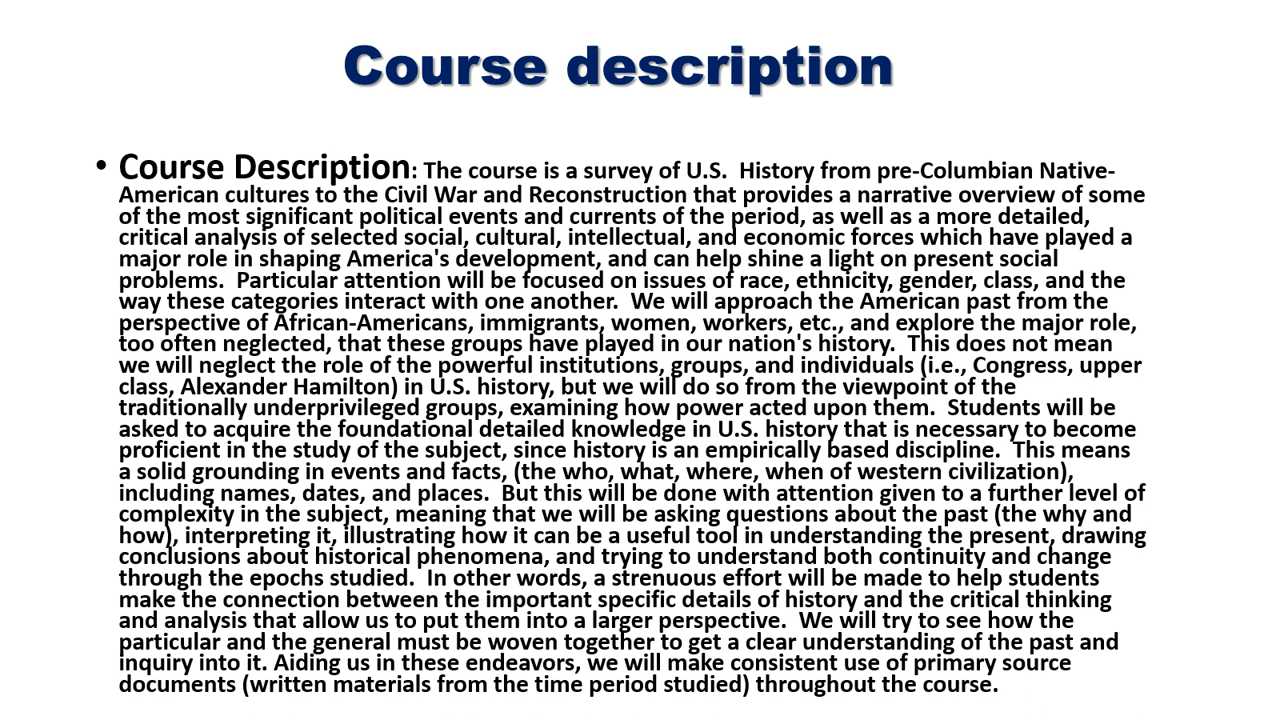 Course description
• Course Description: The course is a survey of U.S.  History from pre-Columbian Native-
American cultures to the Civil War and Reconstruction that provides a narrative overview of some
of the most significant political events and currents of the period, as well as a more detailed,
critical analysis of selected social, cultural, intellectual, and economic forces which have played a
major role in shaping America's development, and can help shine a light on present social
problems.  Particular attention will be focused on issues of race, ethnicity, gender, class, and the
way these categories interact with one another.  We will approach the American past from the
perspective of African-Americans, immigrants, women, workers, etc., and explore the major role,
too often neglected, that these groups have played in our nation's history.  This does not mean
we will neglect the role of the powerful institutions, groups, and individuals (i.e., Congress, upper
class, Alexander Hamilton) in U.S. history, but we will do so from the viewpoint of the
traditionally underprivileged groups, examining how power acted upon them.  Students will be
asked to acquire the foundational detailed knowledge in U.S. history that is necessary to become
proficient in the study of the subject, since history is an empirically based discipline.  This means
a solid grounding in events and facts, (the who, what, where, when of western civilization),
including names, dates, and places.  But this will be done with attention given to a further level of
complexity in the subject, meaning that we will be asking questions about the past (the why and
how), interpreting it, illustrating how it can be a useful tool in understanding the present, drawing
conclusions about historical phenomena, and trying to understand both continuity and change
through the epochs studied.  In other words, a strenuous effort will be made to help students
make the connection between the important specific details of history and the critical thinking
and analysis that allow us to put them into a larger perspective.  We will try to see how the
particular and the general must be woven together to get a clear understanding of the past and
inquiry into it. Aiding us in these endeavors, we will make consistent use of primary source
documents (written materials from the time period studied) throughout the course.